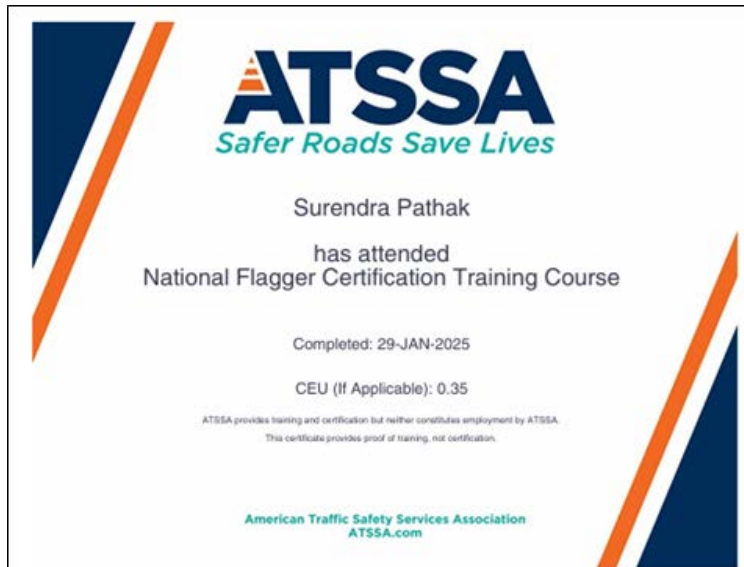 ATSSA
Safer Roads Save Lives
Surendra Pathak
has attended
National Flagger Certification Training Course
Completed: 29-JAN-2025
CEU (If Applicable): 0.35
ATSSA provides training and certification but neither constitutes employment by ATSSA.
This certificate provides proof of training, not certification.
American Traffic Safety Services Association
ATSSA.com